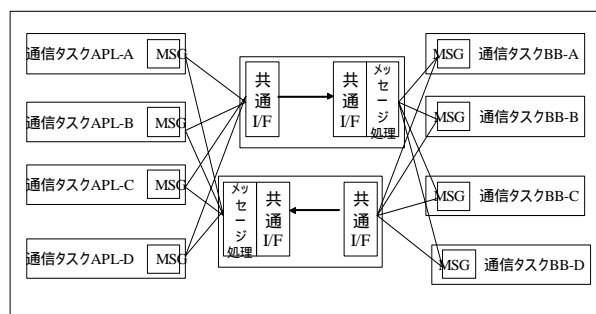 通信タスクAPL-A MSG
通信タスクAPL-B MSG
通信タスクAPL-C MSG
通信タスクAPL-D MSG
共通I/F
共通I/F
メッセージ処理
メッセージ処理
共通I/F
共通I/F
MSG 通信タスクBB-A
MSG 通信タスクBB-B
MSG 通信タスクBB-C
MSG 通信タスクBB-D